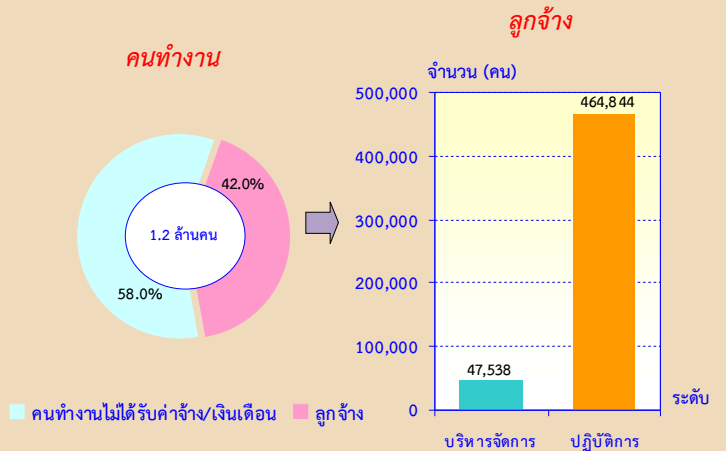 คนทำงาน
42.0%
1.2 ล้านคน
58.0%
คนทำงานไม่ได้รับค่าจ้าง/เงินเดือน
ลูกจ้าง
ลูกจ้าง
จำนวน (คน)
500,000
400,000
300,000
200,000
100,000
0
464,844
47,538
ระดับ
บริหารจัดการ
ปฏิบัติการ